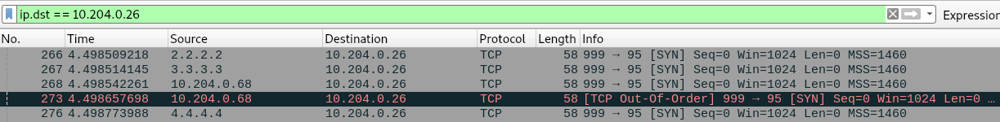 ip.dst == 10.204.0.26 Expression
No. Time Source Destination Protocol Length Info
266 4.498509218 2.2.2.2 10.204.0.26 TCP 58 999 → 95 [SYN] Seq=0 Win=1024 Len=0 MSS=1460
267 4.498514145 3.3.3.3 10.204.0.26 TCP 58 999 → 95 [SYN] Seq=0 Win=1024 Len=0 MSS=1460
268 4.498542261 10.204.0.68 10.204.0.26 TCP 58 999 → 95 [SYN] Seq=0 Win=1024 Len=0 MSS=1460
273 4.498657698 10.204.0.68 10.204.0.26 TCP 58 [TCP Out-Of-Order] 999 → 95 [SYN] Seq=0 Win=1024 Len=0 …
276 4.498773988 4.4.4.4 10.204.0.26 TCP 58 999 → 95 [SYN] Seq=0 Win=1024 Len=0 MSS=1460